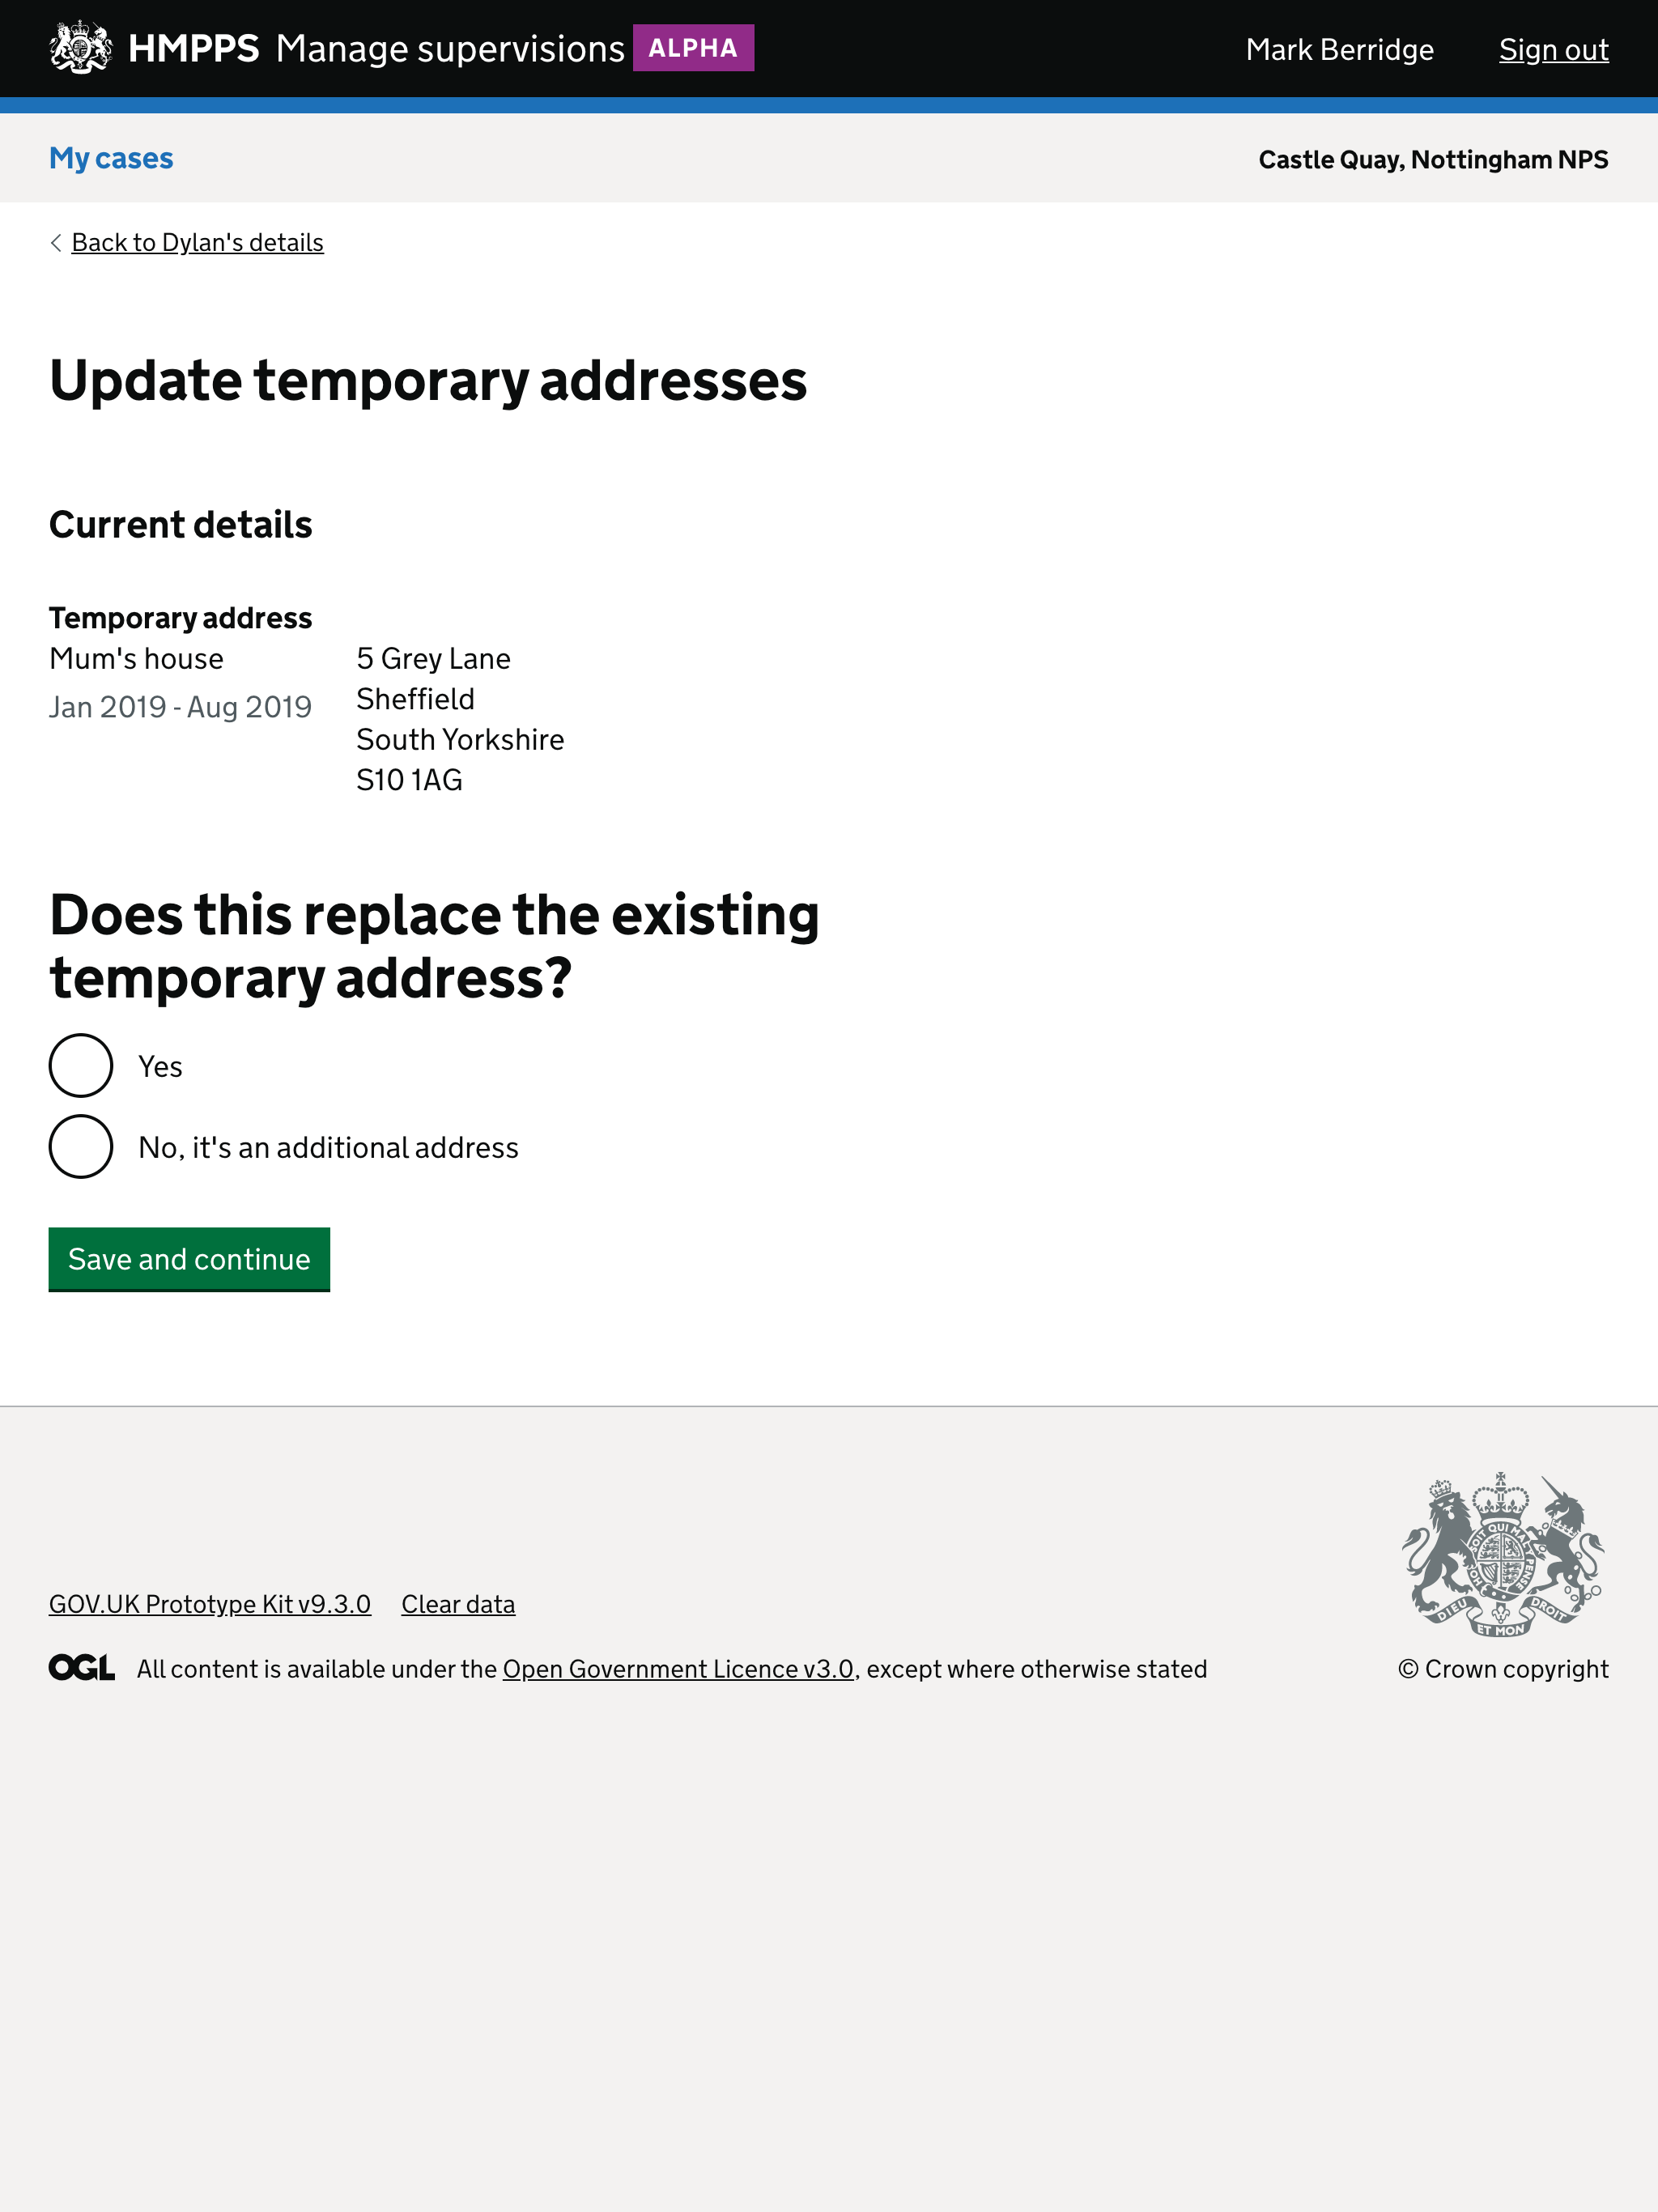 HMPPS Manage supervisions ALPHA Mark Berridge Sign out
My cases Castle Quay, Nottingham NPS
Back to Dylan's details
Update temporary addresses
Current details
Temporary address
Mum's house
Jan 2019 - Aug 2019
5 Grey Lane
Sheffield
South Yorkshire
S10 1AG
Does this replace the existing
temporary address?
Yes
No, it's an additional address
Save and continue
GOV.UK Prototype Kit v9.3.0 Clear data
OGL All content is available under the Open Government Licence v3.0, except where otherwise stated
DIEU ET MON DROIT
© Crown copyright